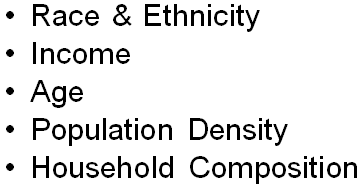 • Race & Ethnicity
• Income
• Age
• Population Density
• Household Composition